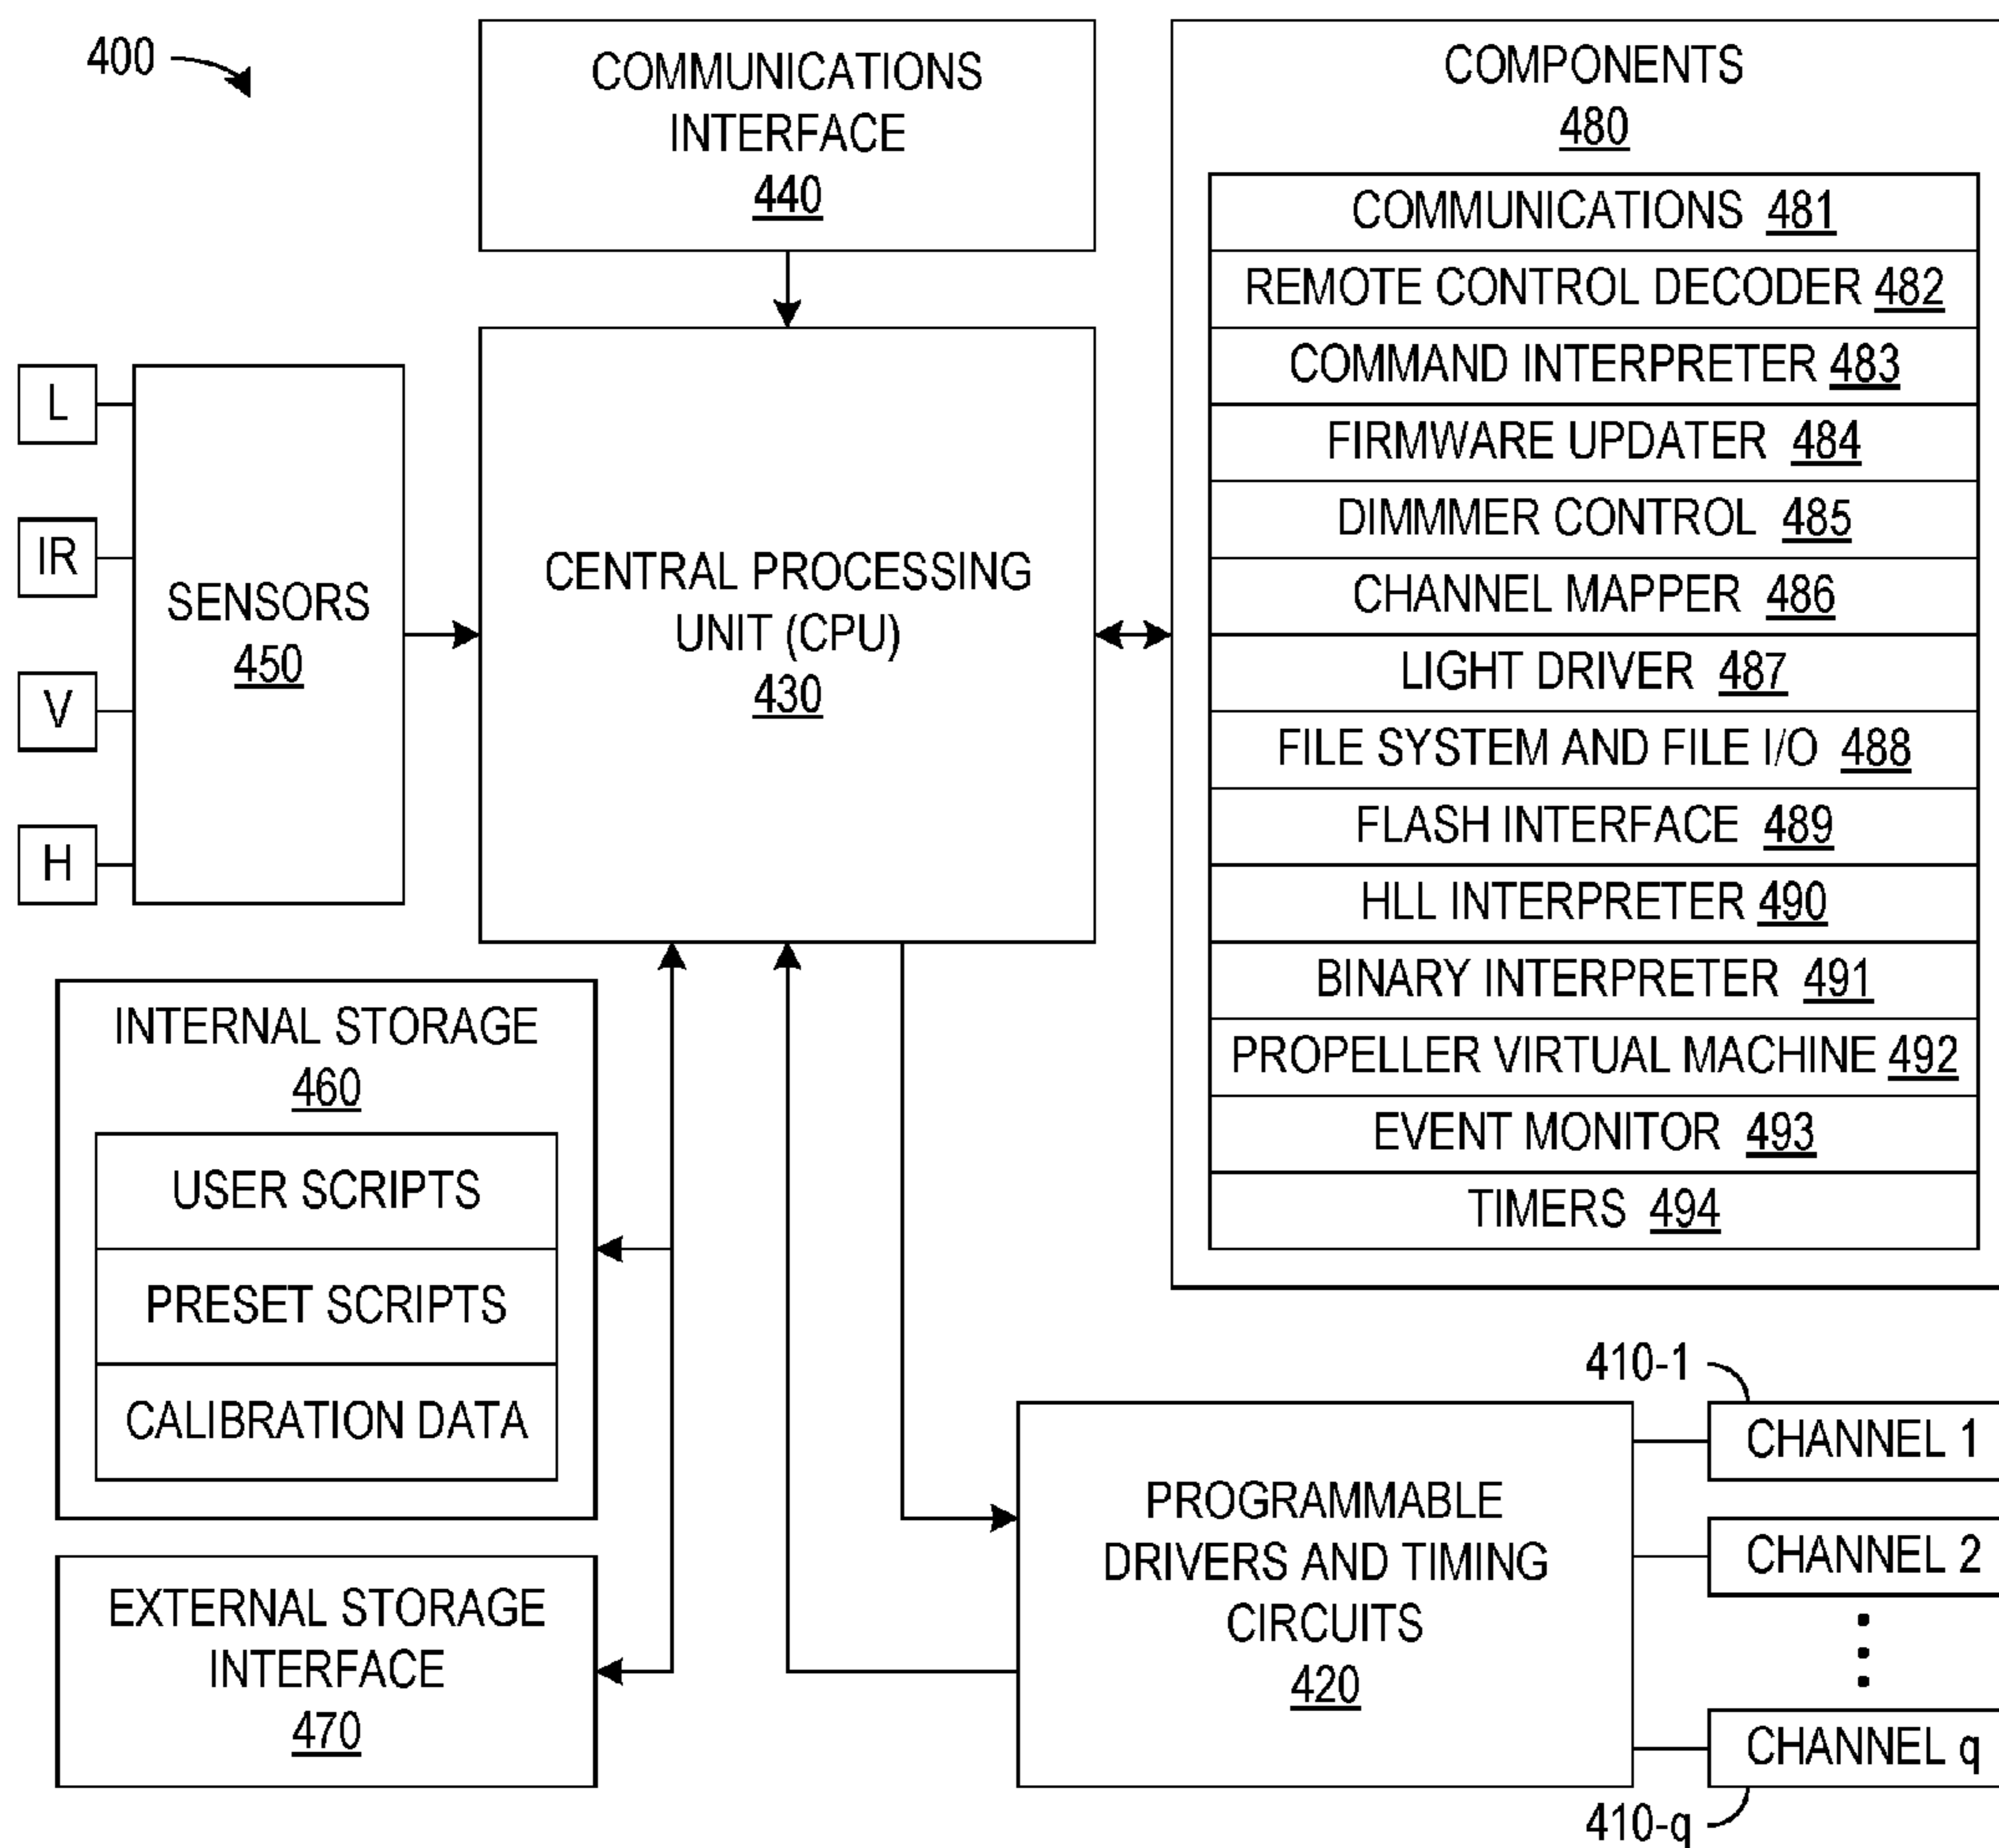 400
COMMUNICATIONS
INTERFACE
440
COMPONENTS
480
COMMUNICATIONS 481
REMOTE CONTROL DECODER 482
COMMAND INTERPRETER 483
FIRMWARE UPDATER 484
DIMMMER CONTROL 485
CHANNEL MAPPER 486
LIGHT DRIVER 487
FILE SYSTEM AND FILE I/O 488
FLASH INTERFACE 489
HLL INTERPRETER 490
BINARY INTERPRETER 491
PROPELLER VIRTUAL MACHINE 492
EVENT MONITOR 493
TIMERS 494
L
IR
V
H
SENSORS
450
CENTRAL PROCESSING
UNIT (CPU)
430
INTERNAL STORAGE
460
USER SCRIPTS
PRESET SCRIPTS
CALIBRATION DATA
EXTERNAL STORAGE
INTERFACE
470
PROGRAMMABLE
DRIVERS AND TIMING
CIRCUITS
420
410-1
CHANNEL 1
CHANNEL 2
CHANNEL q
410-q